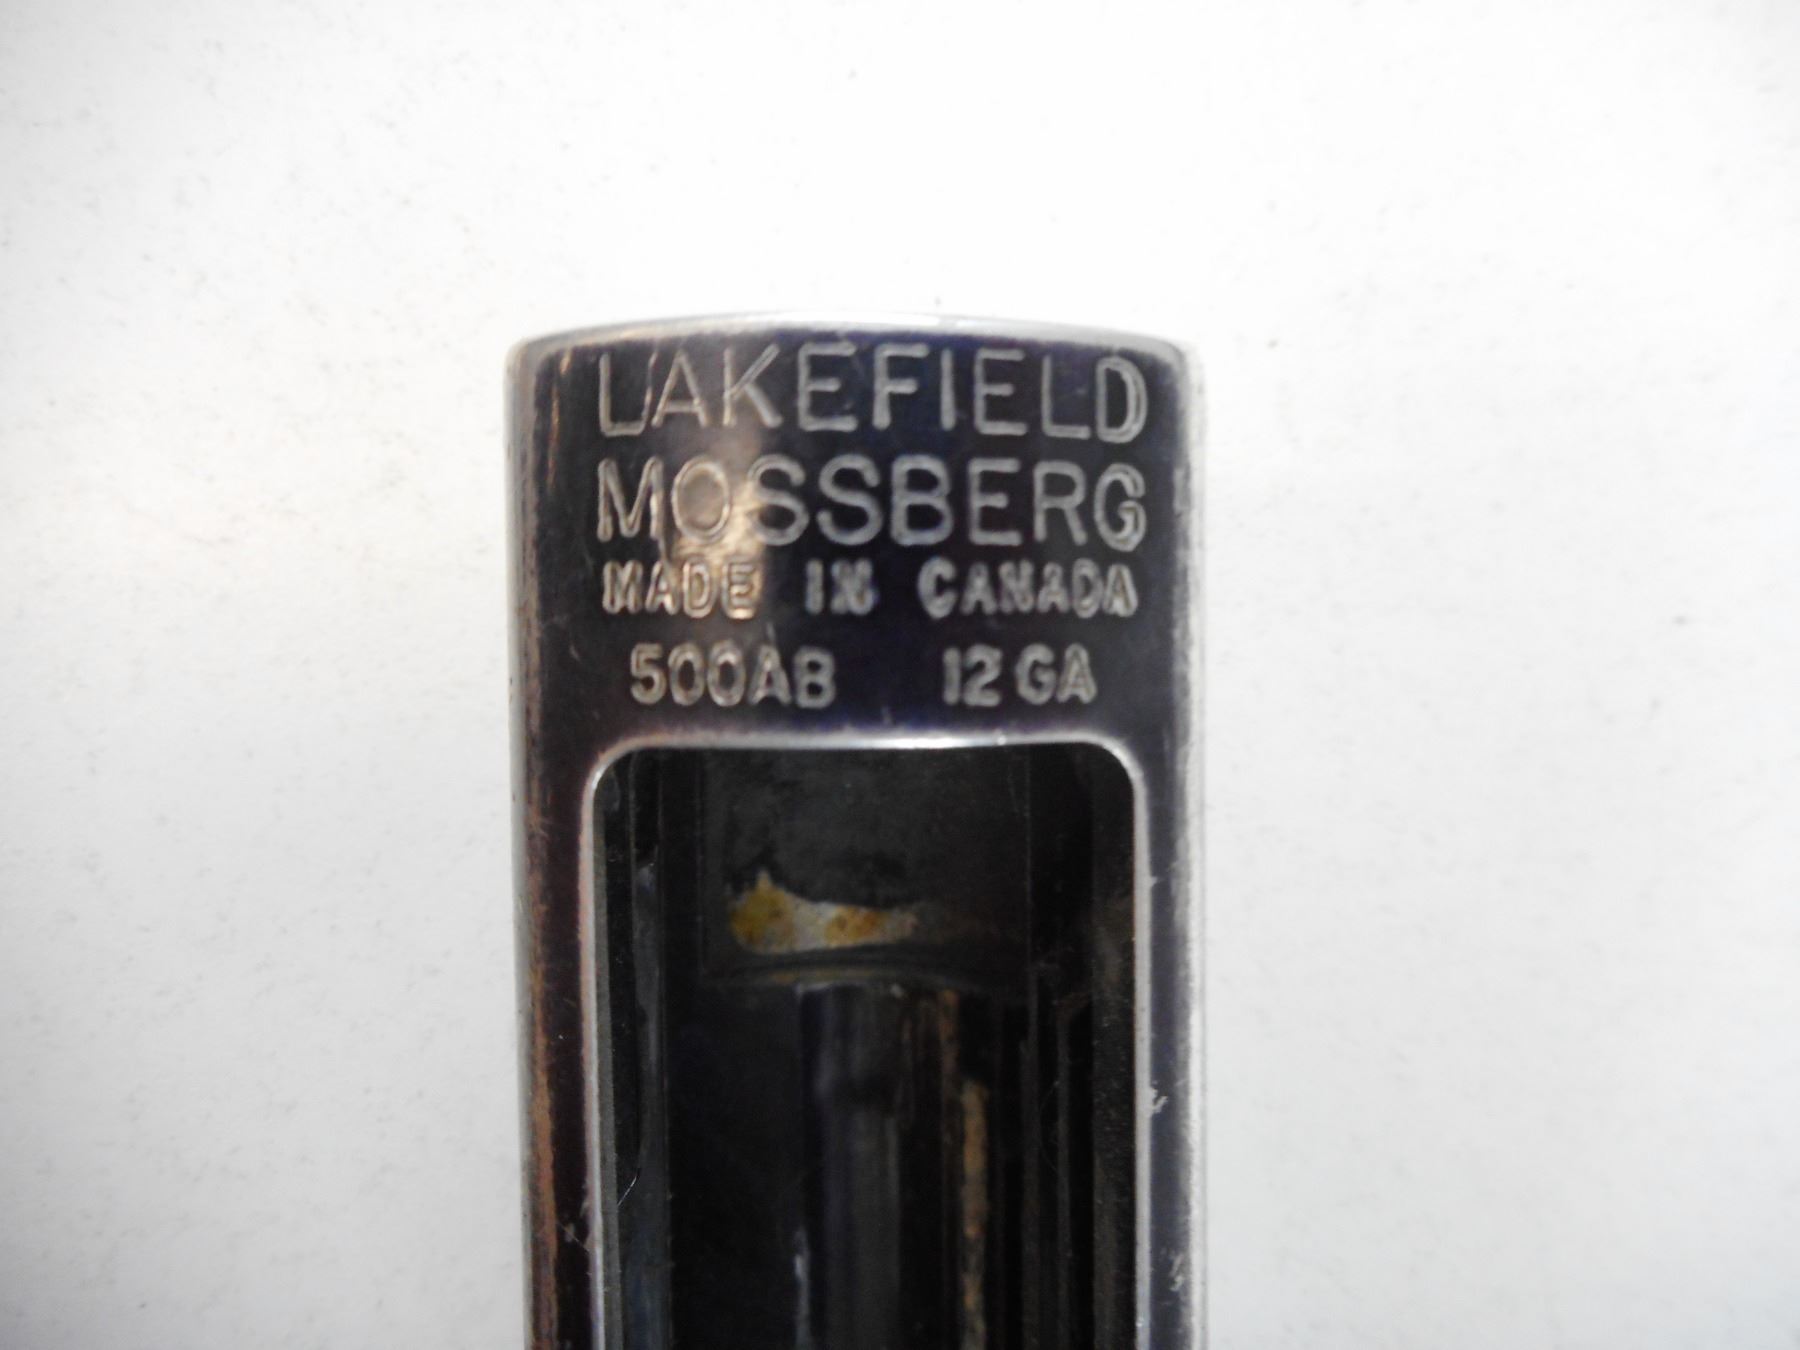 LAKEFIELD
MOSSBERG
MADE IN CANADA
500AB 12 GA